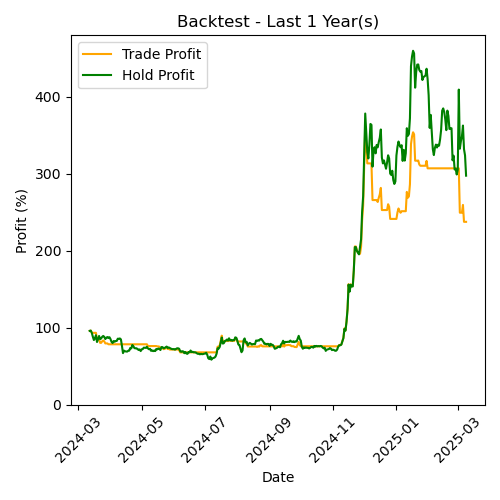 Backtest - Last 1 Year(s)
Trade Profit
Hold Profit
Profit (%)
400
300
200
100
0
2024-03
2024-05
2024-07
2024-09
2024-11
2025-01
2025-03
Date